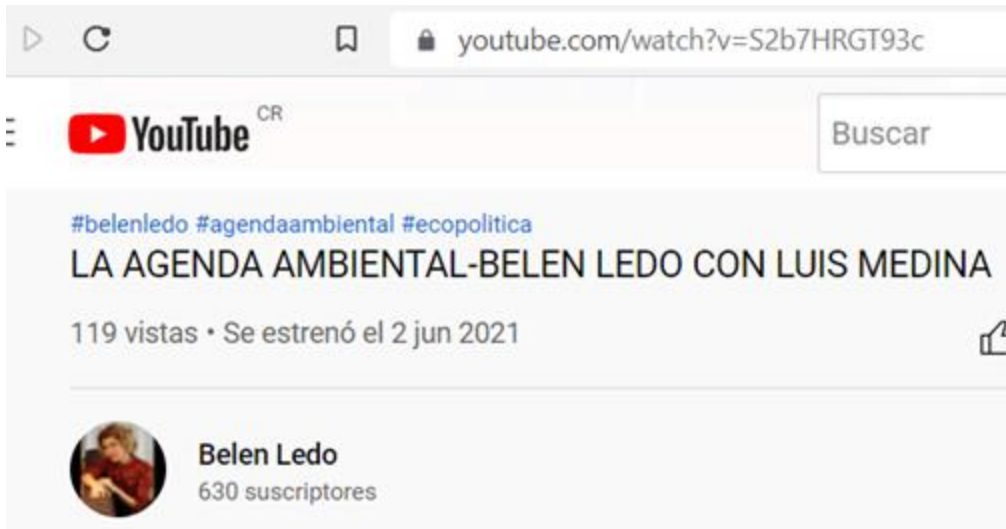 youtube.com/watch?v=S2b7HRGT93c
YouTube CR
Buscar
#belenledo #agendaambiental #ecopolitica
LA AGENDA AMBIENTAL-BELEN LEDO CON LUIS MEDINA
119 vistas • Se estrenó el 2 jun 2021
Belen Ledo
630 suscriptores